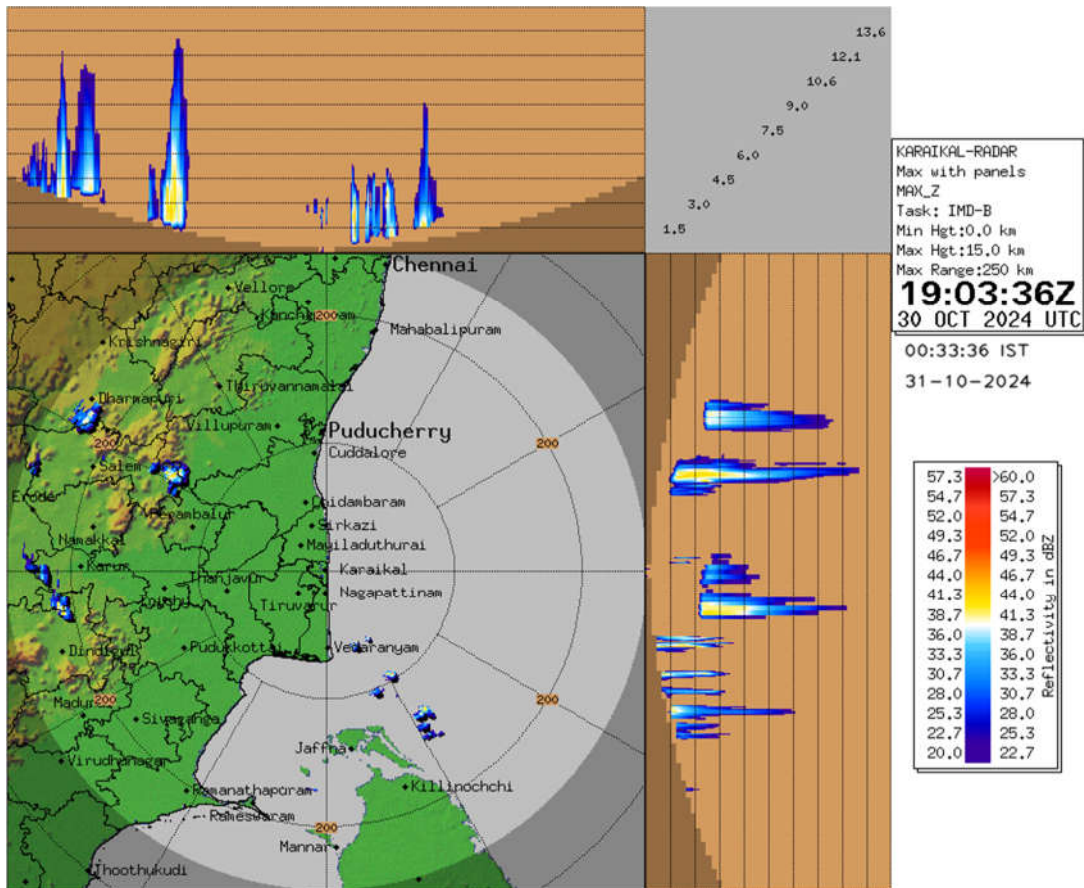 13.6
12.1
10.6
9.0
7.5
6.0
4.5
3.0
1.5
KARAIKAL-RADAR
Max with panels
MAX_Z
Task: IMD-B
Min Hgt:0.0 km
Max Hgt:15.0 km
Max Range:250 km
19:03:36Z
30 OCT 2024 UTC
00:33:36 IST
31-10-2024
Chennai
Vellore
200
Mahabalipuram
Krishnagiri
Thiruvannamalai
Dharmapuri
Villupuram
Puducherry
200
200
Cuddalore
Salem
Erode
Chidambaram
Perambalur
Sirkazi
Namakkal
Mayiladuthurai
Karur
Karaikal
Thanjavur
Tiruvarur
Nagapattinam
Dindigul
Pudukkottai
Vedaranyam
200
200
Sivaganga
Jaffna
Virudhunagar
Ramanathapuram
Killinochchi
Rameswaram
200
Mannar
Thoothukudi
57.3 >60.0
54.7 57.3
52.0 54.7
49.3 52.0
46.7 49.3
44.0 46.7
41.3 44.0
38.7 41.3
36.0 38.7
33.3 36.0
30.7 33.3
28.0 30.7
25.3 28.0
22.7 25.3
20.0 22.7
Reflectivity in dBZ